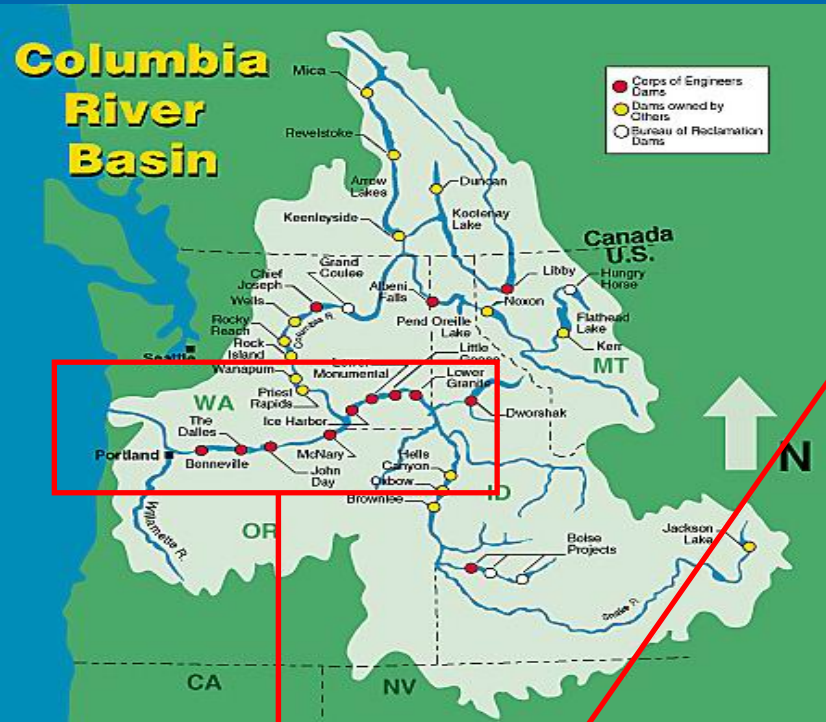 Columbia
River
Basin
Corps of Engineers
Dams
Dams owned by
Others
Bureau of Reclamation
Dams
Mica
Revelstoke
Arrow
Lakes
Duncan
Keenleyside
Kootenay
Lake
Canada
U.S.
Grand
Coulee
Chief
Joseph
Albeni
Falls
Libby
Hungry
Horse
Wells
Noxon
Columbia R.
Rocky
Reach
Pend Oreille
Lake
Flathead
Lake
Rock
Island
Kerr
Seattle
Little
Goose
MT
Wanapum
Lower
Monumental
Lower
Granite
Priest
Rapids
WA
Ice Harbor
Dworshak
The
Dalles
Portland
Bonneville
McNary
John
Day
Hells
Canyon
Oxbow
ID
N
Brownlee
Willamette R.
OR
Boise
Projects
Jackson
Lake
Snake R.
CA
NV